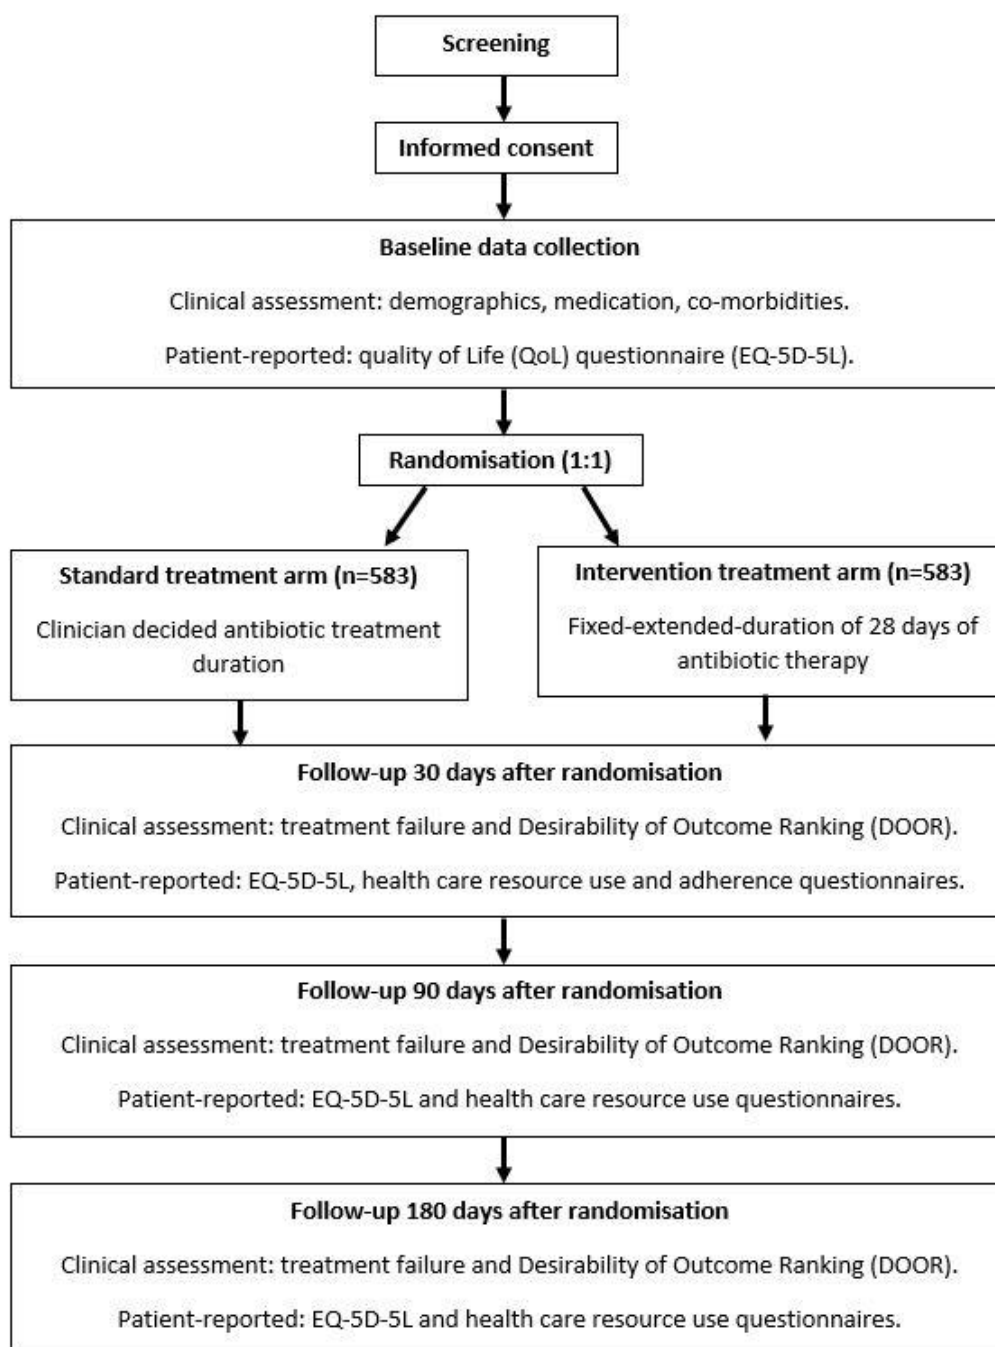 Screening
Informed consent
Baseline data collection
Clinical assessment: demographics, medication, co-morbidities.
Patient-reported: quality of Life (QoL) questionnaire (EQ-5D-5L).
Randomisation (1:1)
Standard treatment arm (n=583)
Clinician decided antibiotic treatment
duration
Intervention treatment arm (n=583)
Fixed-extended-duration of 28 days of
antibiotic therapy
Follow-up 30 days after randomisation
Clinical assessment: treatment failure and Desirability of Outcome Ranking (DOOR).
Patient-reported: EQ-5D-5L, health care resource use and adherence questionnaires.
Follow-up 90 days after randomisation
Clinical assessment: treatment failure and Desirability of Outcome Ranking (DOOR).
Patient-reported: EQ-5D-5L and health care resource use questionnaires.
Follow-up 180 days after randomisation
Clinical assessment: treatment failure and Desirability of Outcome Ranking (DOOR).
Patient-reported: EQ-5D-5L and health care resource use questionnaires.